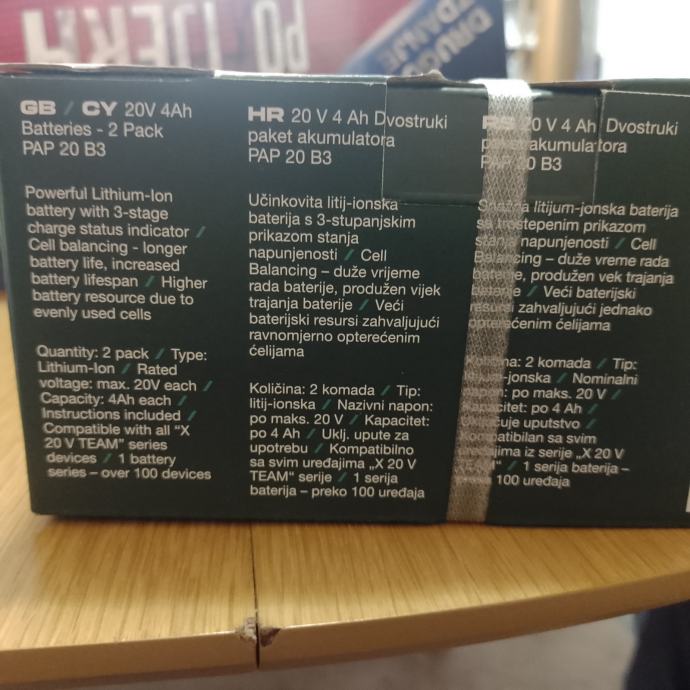 DRUGO
ZDANJE
GB / CY 20V 4Ah
Batteries - 2 Pack
PAP 20 B3
Powerful Lithium-Ion
battery with 3-stage
charge status indicator /
Cell balancing - longer
battery life, increased
battery lifespan / Higher
battery resource due to
evenly used cells
Quantity: 2 pack / Type:
Lithium-Ion / Rated
voltage: max. 20V each /
Capacity: 4Ah each /
Instructions included /
Compatible with all "X
20 V TEAM" series
devices / 1 battery
series – over 100 devices
HR 20 V 4 Ah Dvostruki
paket akumulatora
PAP 20 B3
Učinkovita litij-ionska
baterija s 3-stupanjskim
prikazom stanja
napunjenosti / Cell
Balancing – duže vrijeme
rada baterije, produžen vijek
trajanja baterije / Veći
baterijski resursi zahvaljujući
ravnomjerno opterećenim
ćelijama
Količina: 2 komada / Tip:
litij-ionska / Nazivni napon:
po maks. 20 V / Kapacitet:
po 4 Ah / Uklj. upute za
upotrebu / Kompatibilno
sa svim uređajima „X 20 V
TEAM" serije / 1 serija
baterija – preko 100 uređaja
RS 20 V 4 Ah Dvostruki
paket akumulatora
PAP 20 B3
Snažna litijum-jonska baterija
sa trostepenim prikazom
stanja napunjenosti / Cell
Balancing – duže vreme rada
baterije, produžen vek trajanja
baterije / Veći baterijski
resursi zahvaljujući jednako
opterećenim ćelijama
Količina: 2 komada / Tip:
-jonska / Nominalni
napon: po maks. 20 V /
Kapacitet: po 4 Ah /
Uključuje uputstvo /
Kompatibilan sa svim
uređajima iz serije „X 20 V
TEAM" / 1 serija baterija –
100 uređaja